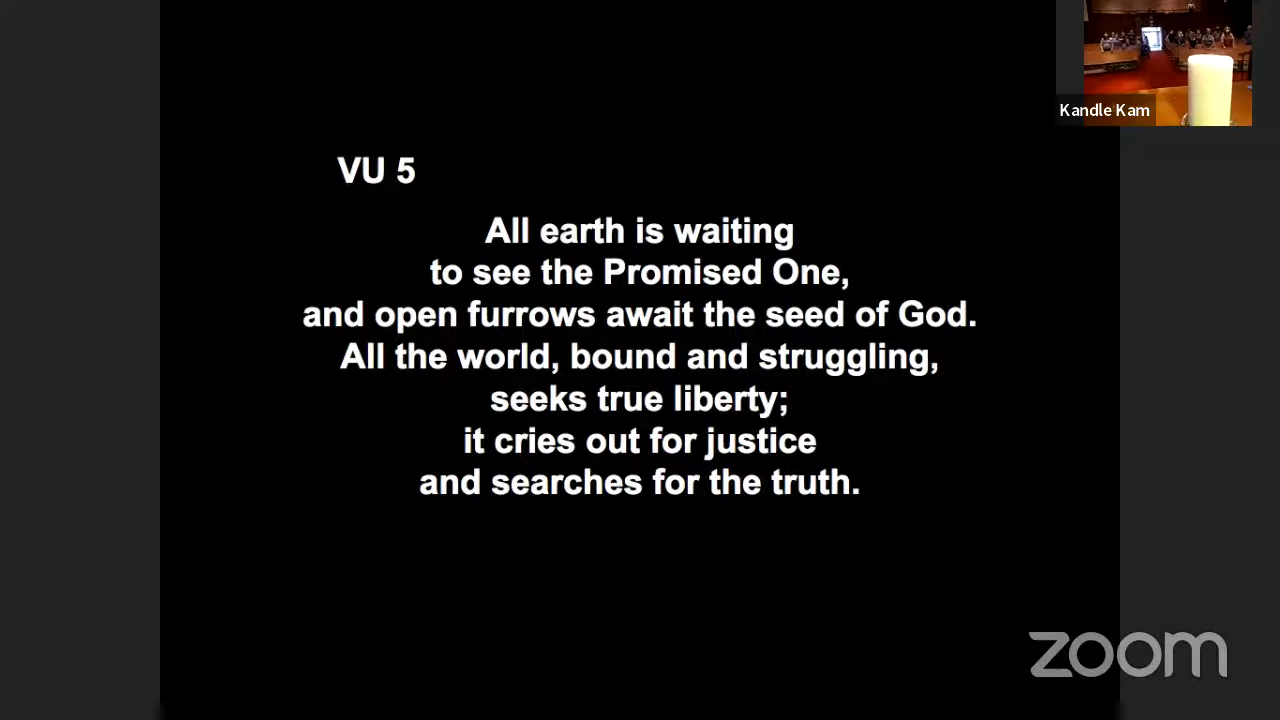 Kandle Kam
VU 5
All earth is waiting
to see the Promised One,
and open furrows await the seed of God.
All the world, bound and struggling,
seeks true liberty;
it cries out for justice
and searches for the truth.
zoom